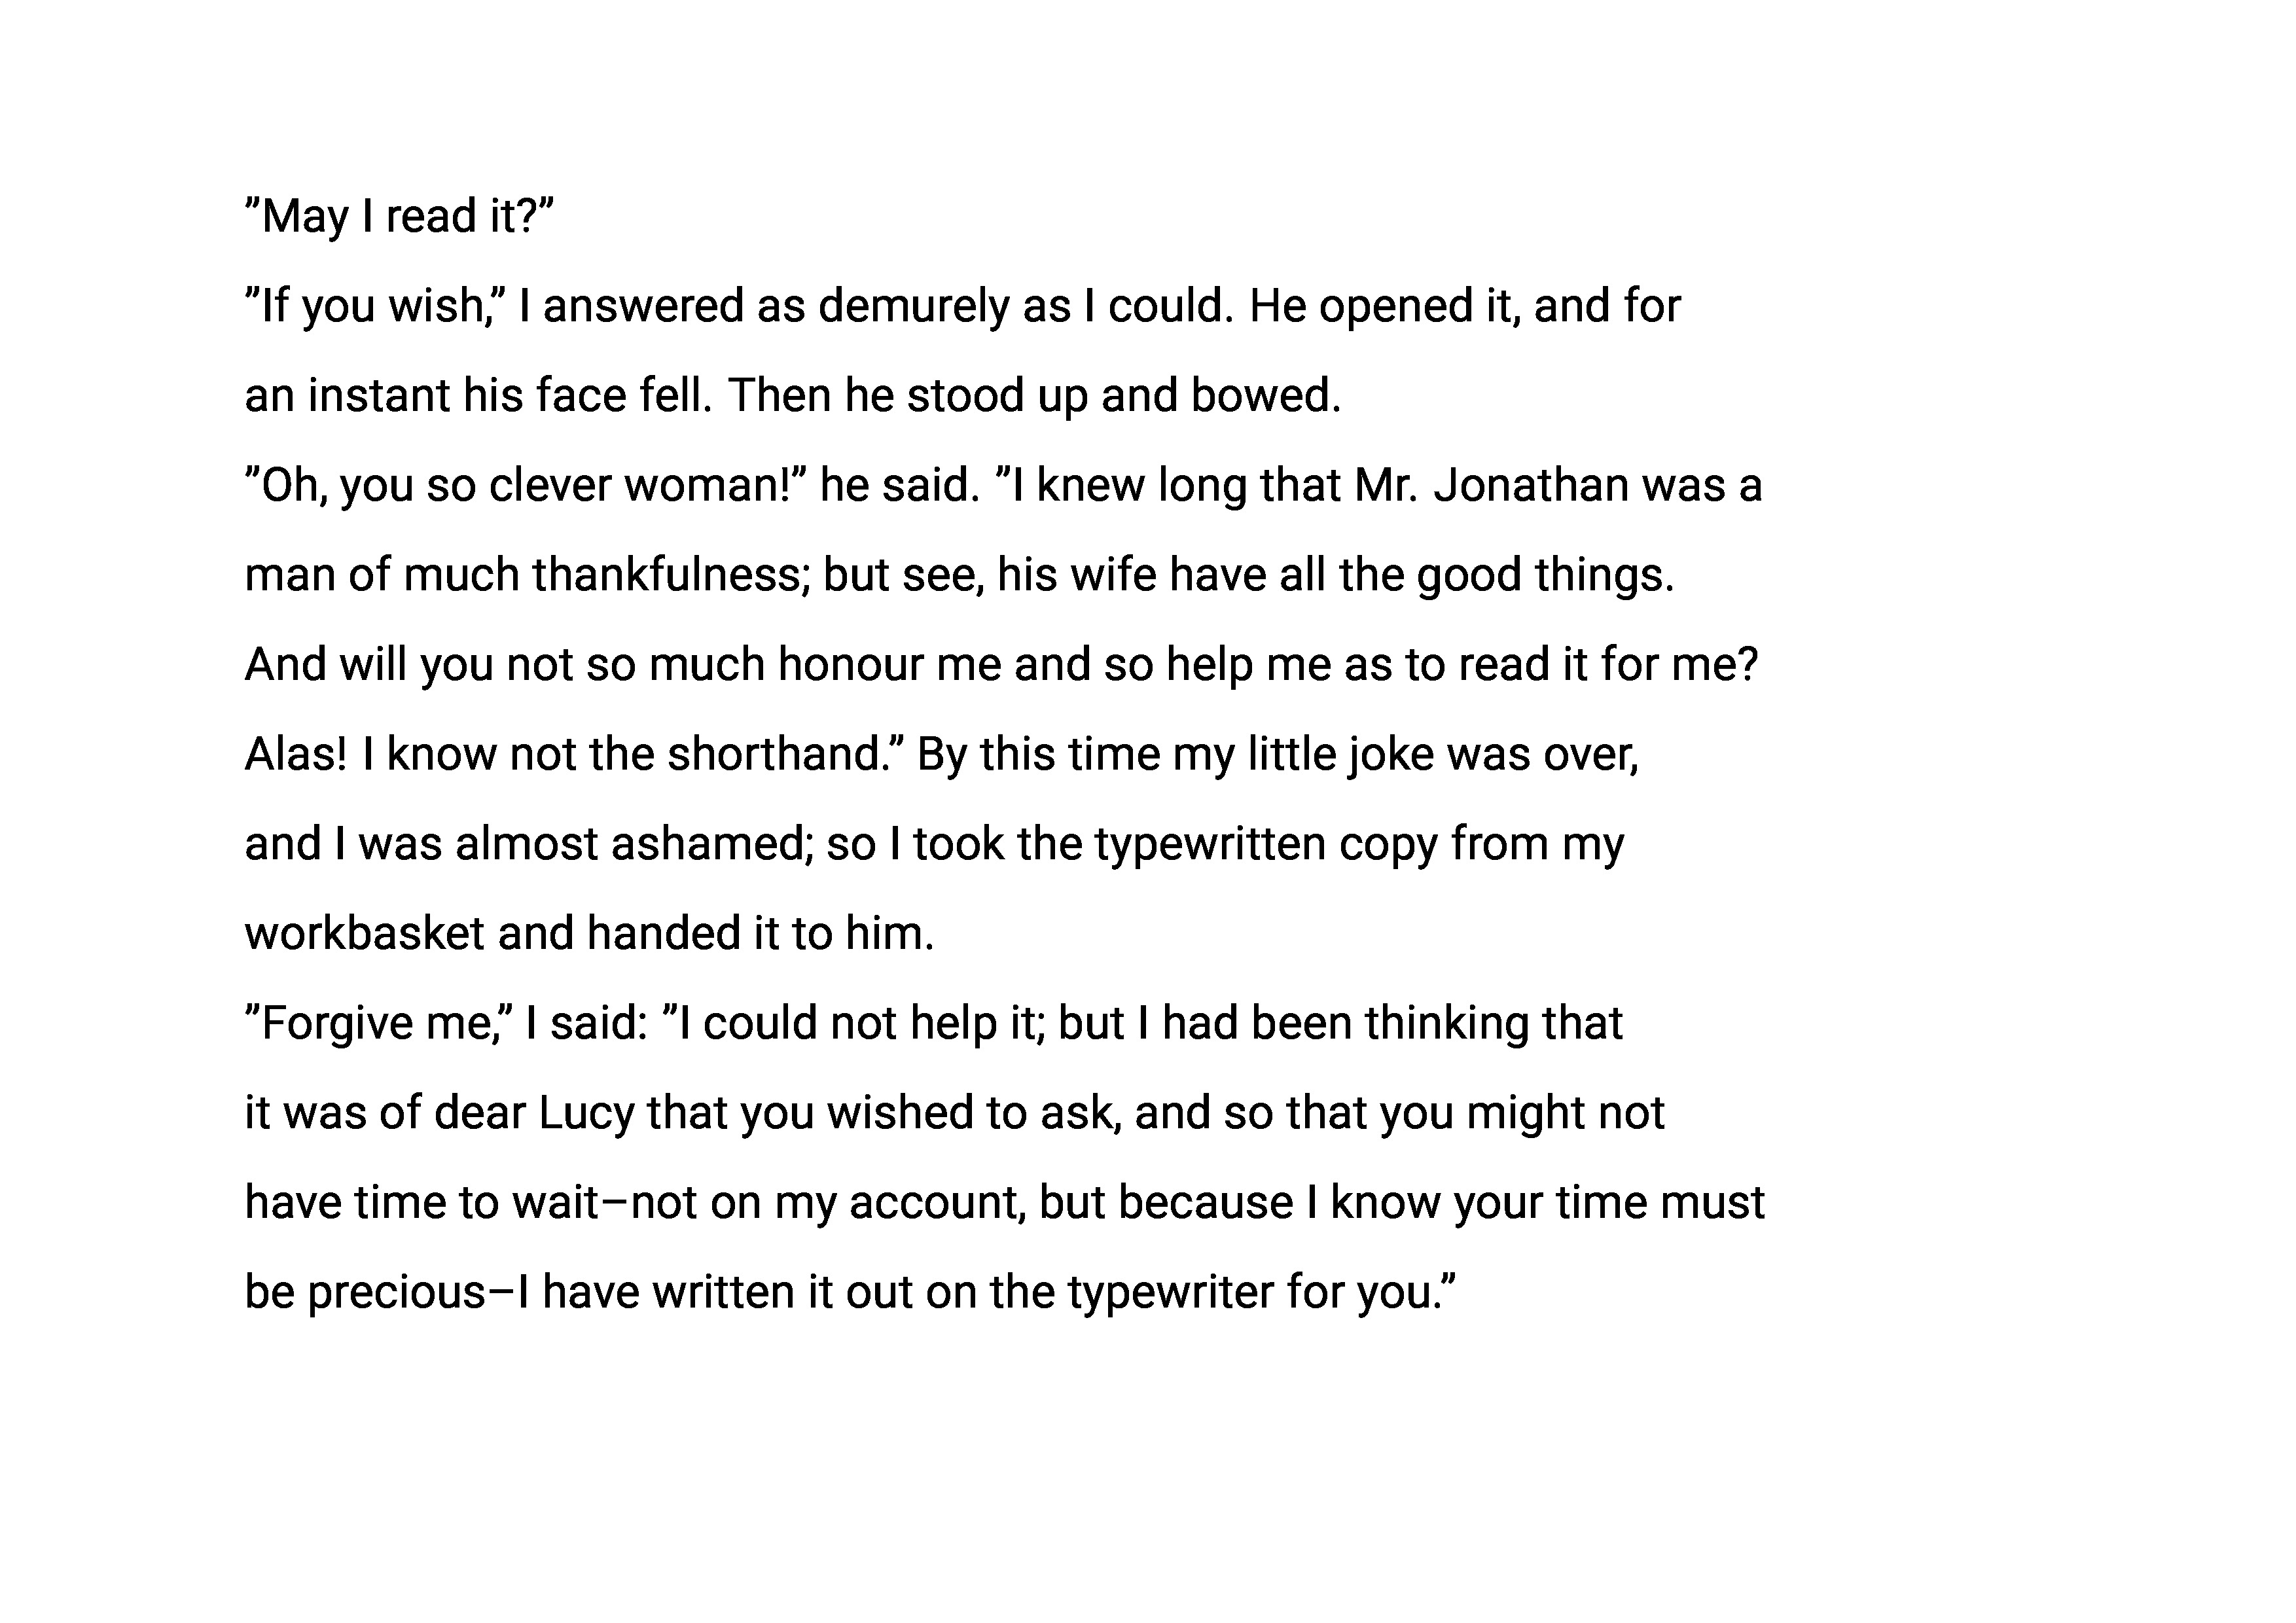 ”May I read it?”
”If you wish,” I answered as demurely as I could. He opened it, and for
an instant his face fell. Then he stood up and bowed.
”Oh, you so clever woman!” he said. ”I knew long that Mr. Jonathan was a
man of much thankfulness; but see, his wife have all the good things.
And will you not so much honour me and so help me as to read it for me?
Alas! I know not the shorthand.” By this time my little joke was over,
and I was almost ashamed; so I took the typewritten copy from my
workbasket and handed it to him.
”Forgive me,” I said: ”I could not help it; but I had been thinking that
it was of dear Lucy that you wished to ask, and so that you might not
have time to wait–not on my account, but because I know your time must
be precious–I have written it out on the typewriter for you.”